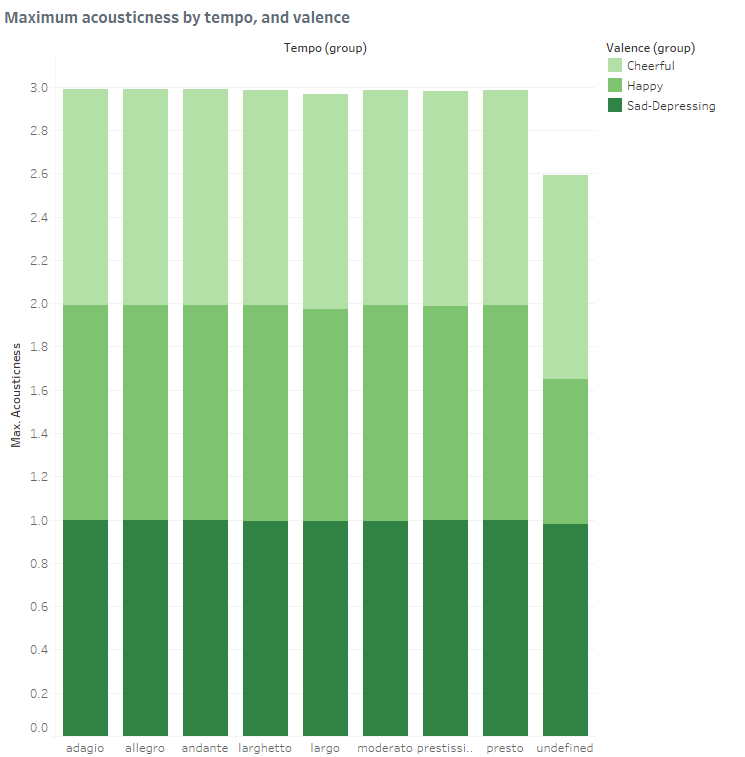 Maximum acousticness by tempo, and valence
Tempo (group)
Valence (group)
Cheerful
Happy
Sad-Depressing
Max. Acousticness
3.0
2.8
2.6
2.4
2.2
2.0
1.8
1.6
1.4
1.2
1.0
0.8
0.6
0.4
0.2
0.0
adagio allegro andante larghetto largo moderato prestissi.. presto undefined